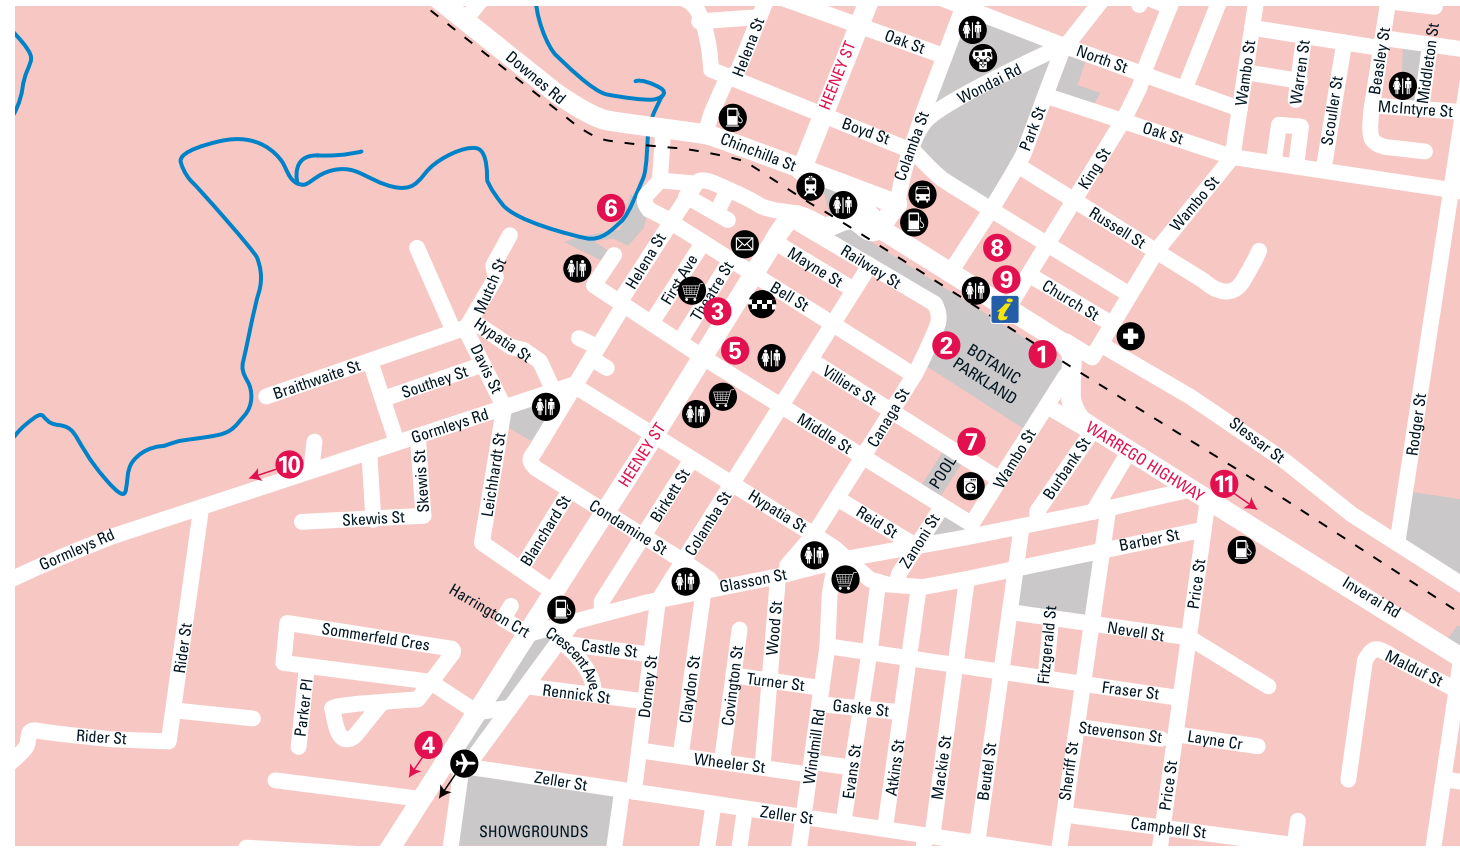 Helena St
HEENEY ST
Oak St
Wondai Rd
North St
Wambo St
Warren St
Scouller St
Beasley St
Middleton St
McIntyre St
Downes Rd
Boyd St
Colamba St
Park St
Oak St
King St
Chinchilla St
Wambo St
Russell St
6
8
Helena St
First Ave
Theatre St
Mayne St
Railway St
9
i
Church St
Mutch St
Bell St
3
Hypatia St
5
2
1
BOTANIC
PARKLAND
Braithwaite St
Southey St
Davis St
Villiers St
Canaga St
Middle St
Gormleys Rd
Slessar St
Rodger St
HEENEY ST
7
WARREGO HIGHWAY
10
Skewis St
Leichhardt St
POOL
Wambo St
Burbank St
11
Birkett St
Hypatia St
Skewis St
Blanchard St
Condamine St
Colamba St
Reid St
Zanoni St
Gormleys Rd
Barber St
Glasson St
Price St
Inverai Rd
Harrington Crt
Crescent Ave
Castle St
Wood St
Sommerfeld Cres
Rider St
Fitzgerald St
Nevell St
Malduf St
Parker Pl
Rennick St
Dorney St
Claydon St
Covington St
Turner St
Gaske St
Fraser St
Rider St
Windmill Rd
Stevenson St
Layne Cr
4
Wheeler St
Evans St
Atkins St
Mackie St
Beutel St
Sheriff St
Price St
Zeller St
Zeller St
Campbell St
SHOWGROUNDS